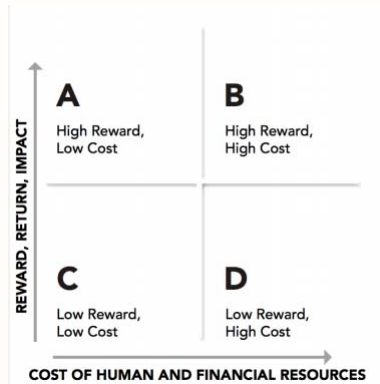 REWARD, RETURN, IMPACT
A
High Reward,
Low Cost
B
High Reward,
High Cost
C
Low Reward,
Low Cost
D
Low Reward,
High Cost
COST OF HUMAN AND FINANCIAL RESOURCES